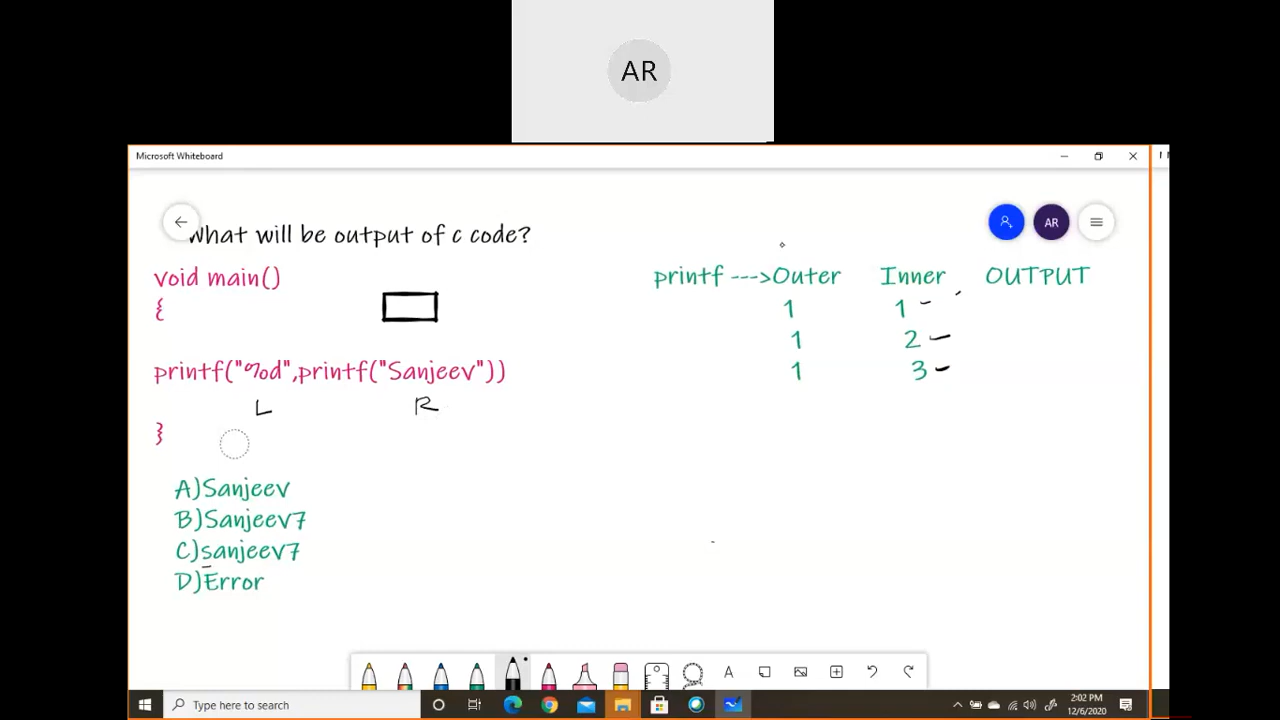 AR
Microsoft Whiteboard
What will be output of c code?
AR
void main()
{
printf("%d",printf("Sanjeev"))
L R
}
A)Sanjeev
B)Sanjeev7
C)sanjeev7
D)Error
printf --->Outer Inner OUTPUT
1 1 -
1 2 -
1 3 -
A
Type here to search
2:02 PM
12/6/2020